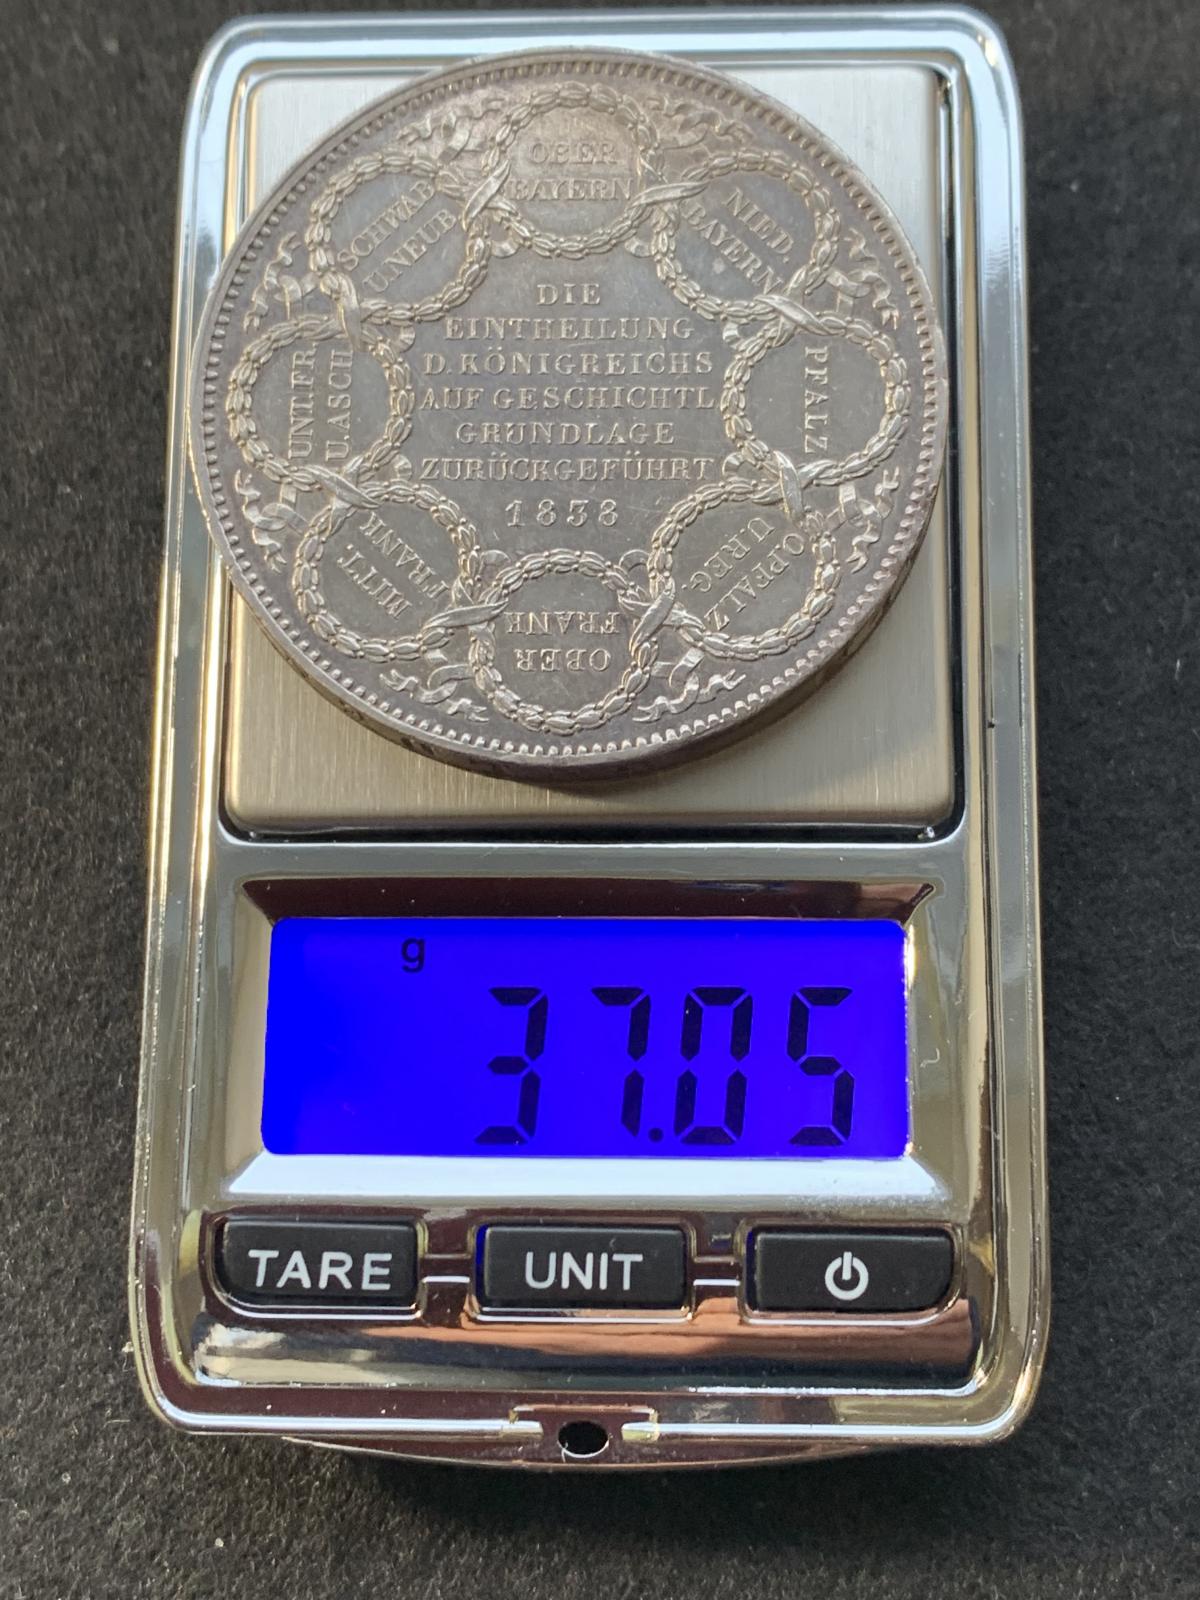 OBER
BAYERN
NIED.
BAYERN
PFALZ
O.PFALZ
U.REG.
OBER
FRANK
MITT.
FRANK
UNT.FR.
U.ASCH
SCHWAB
U.NEUB.
DIE
EINTHEILUNG
D.KÖNIGREICHS
AUF GESCHICHTL
GRUNDLAGE
ZURÜCKGEFÜHRT
1838
g
37.05
TARE
UNIT